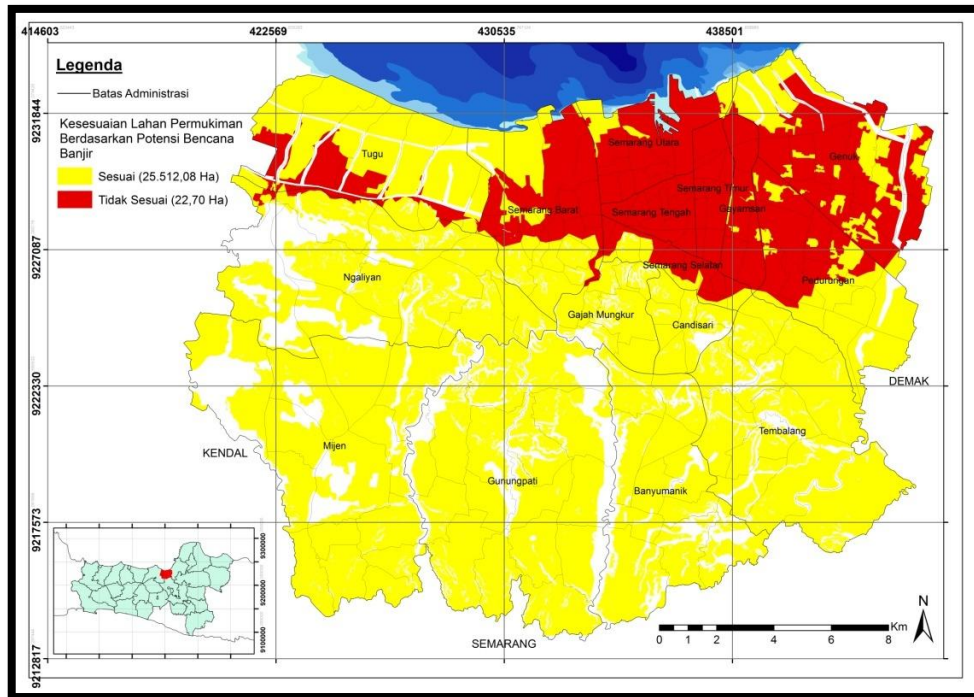 414603 422569 430535 438501
Legenda
Batas Administrasi
Kesesuaian Lahan Permukiman
Berdasarkan Potensi Bencana
Banjir
Sesuai (25.512,08 Ha)
Tidak Sesuai (22,70 Ha)
9231844
9227087
9222330
9217573
9212817
Semarang Utara
Tugu
Genuk
Semarang Timur
Semarang Barat
Semarang Tengah
Gayamsari
Semarang Selatan
Ngaliyan
Pedurungan
Gajah Mungkur
Candisari
DEMAK
Tembalang
Mijen
KENDAL
Gunungpati
Banyumanik
9300000
9200000
9100000
N
Km
0 1 2 4 6 8
SEMARANG